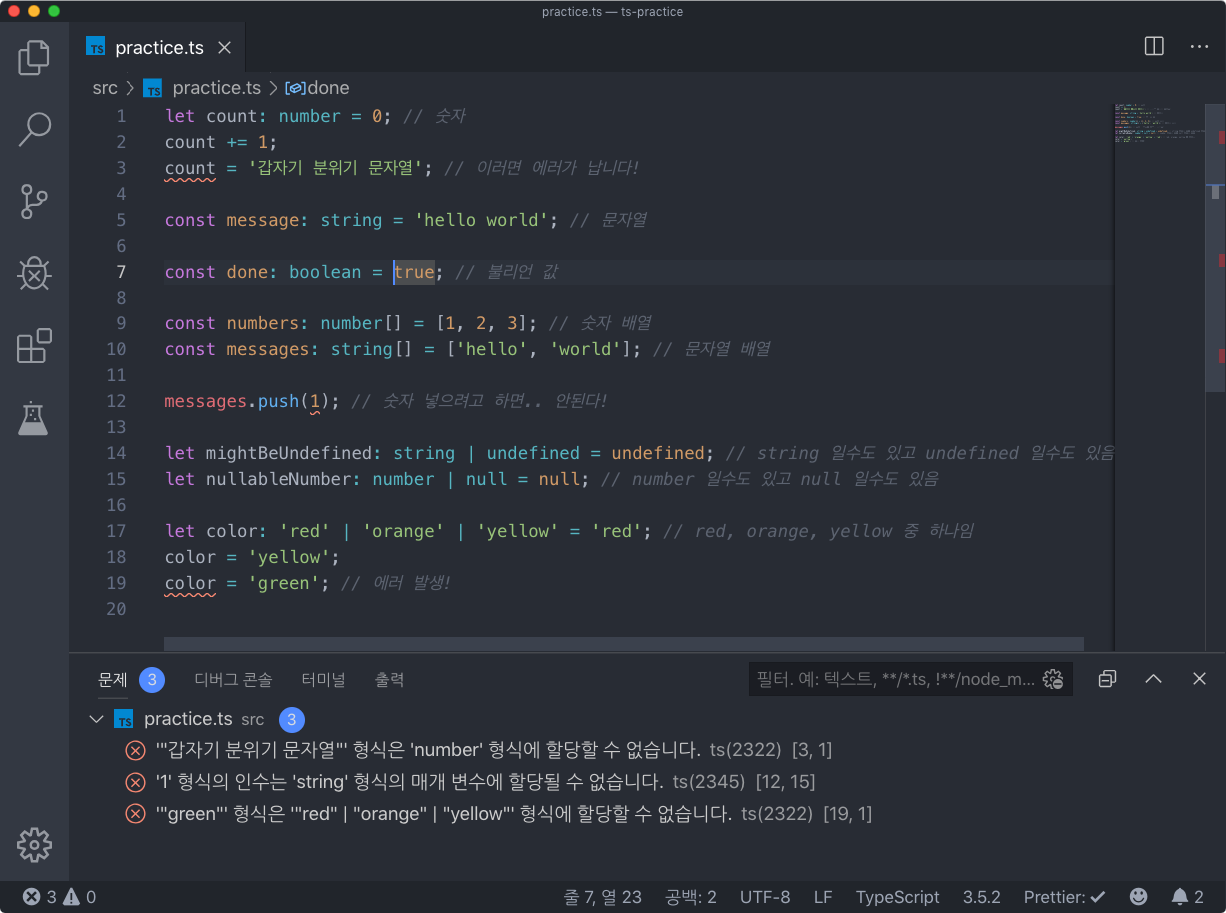 practice.ts — ts-practice
TS practice.ts
src > TS practice.ts > done
1 let count: number = 0; // 숫자
2 count += 1;
3 count = '갑자기 분위기 문자열'; // 이러면 에러가 납니다!
4
5 const message: string = 'hello world'; // 문자열
6
7 const done: boolean = true; // 불리언 값
8
9 const numbers: number[] = [1, 2, 3]; // 숫자 배열
10 const messages: string[] = ['hello', 'world']; // 문자열 배열
11
12 messages.push(1); // 숫자 넣으려고 하면.. 안된다!
13
14 let mightBeUndefined: string | undefined = undefined; // string 일수도 있고 undefined 일수도 있음
15 let nullableNumber: number | null = null; // number 일수도 있고 null 일수도 있음
16
17 let color: 'red' | 'orange' | 'yellow' = 'red'; // red, orange, yellow 중 하나임
18 color = 'yellow';
19 color = 'green'; // 에러 발생!
20
문제 3 디버그 콘솔 터미널 출력 필터. 예: 텍스트, **/*.ts, !**/node_m...
TS practice.ts src 3
'"갑자기 분위기 문자열"' 형식은 'number' 형식에 할당할 수 없습니다. ts(2322) [3, 1]
'1' 형식의 인수는 'string' 형식의 매개 변수에 할당될 수 없습니다. ts(2345) [12, 15]
'"green"' 형식은 '"red" | "orange" | "yellow"' 형식에 할당할 수 없습니다. ts(2322) [19, 1]
3 0 줄 7, 열 23 공백: 2 UTF-8 LF TypeScript 3.5.2 Prettier: ✓ 2